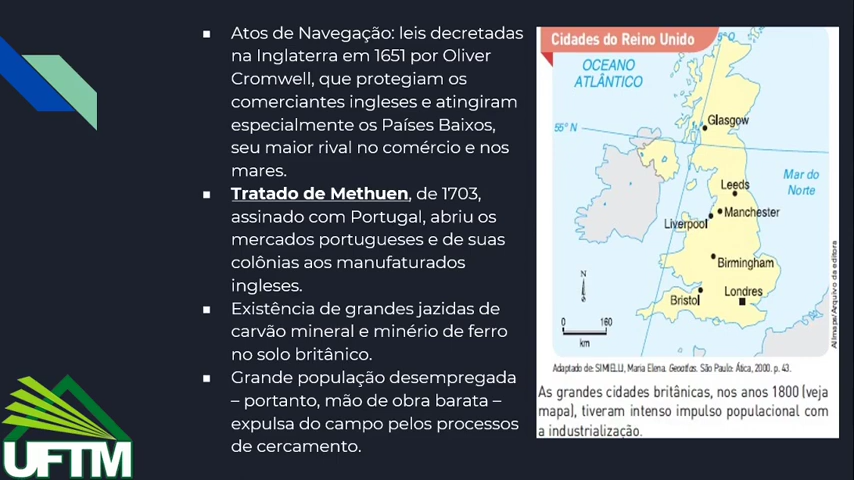 Atos de Navegação: leis decretadas
na Inglaterra em 1651 por Oliver
Cromwell, que protegiam os
comerciantes ingleses e atingiram
especialmente os Países Baixos,
seu maior rival no comércio e nos
mares.
Tratado de Methuen, de 1703,
assinado com Portugal, abriu os
mercados portugueses e de suas
colônias aos manufaturados
ingleses.
Existência de grandes jazidas de
carvão mineral e minério de ferro
no solo britânico.
Grande população desempregada
– portanto, mão de obra barata –
expulsa do campo pelos processos
de cercamento.
Cidades do Reino Unido
5° O
OCEANO
ATLÂNTICO
Glasgow
55° N
Mar do
Norte
Leeds
Manchester
Liverpool
Birmingham
Londres
Bristol
N
S
0 160
km
Allmaps/Arquivo da editora
Adaptado de: SIMIELLI, Maria Elena. Geoatlas. São Paulo: Ática, 2000. p. 43.
As grandes cidades britânicas, nos anos 1800 (veja
mapa), tiveram intenso impulso populacional com
a industrialização.
UFTM